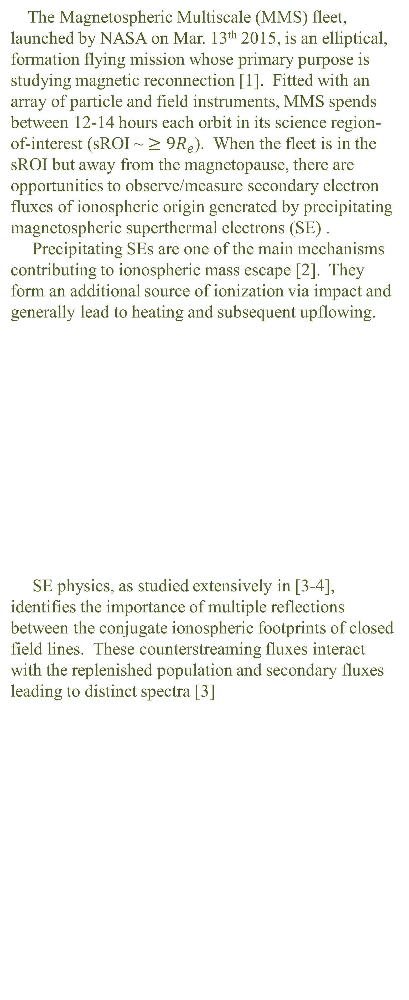 The Magnetospheric Multiscale (MMS) fleet,
launched by NASA on Mar. 13th 2015, is an elliptical,
formation flying mission whose primary purpose is
studying magnetic reconnection [1].  Fitted with an
array of particle and field instruments, MMS spends
between 12-14 hours each orbit in its science region-
of-interest (sROI ~ ≥ 9Re).  When the fleet is in the
sROI but away from the magnetopause, there are
opportunities to observe/measure secondary electron
fluxes of ionospheric origin generated by precipitating
magnetospheric superthermal electrons (SE) .
Precipitating SEs are one of the main mechanisms
contributing to ionospheric mass escape [2].  They
form an additional source of ionization via impact and
generally lead to heating and subsequent upflowing.
SE physics, as studied extensively in [3-4],
identifies the importance of multiple reflections
between the conjugate ionospheric footprints of closed
field lines.  These counterstreaming fluxes interact
with the replenished population and secondary fluxes
leading to distinct spectra [3]